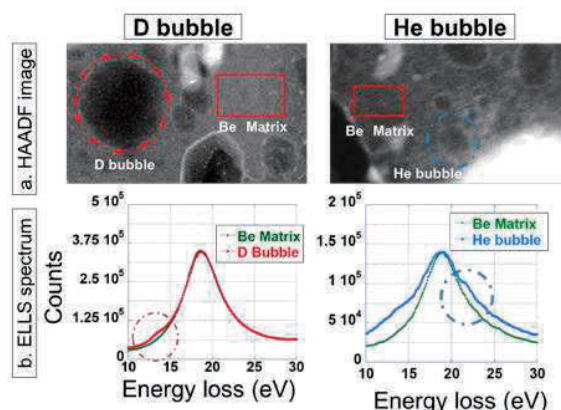 D bubble
He bubble
a. HAADF image
Be Matrix
D bubble
Be Matrix
He bubble
b. ELLS spectrum
Counts
5 10⁵
3.75 10⁵
2.5 10⁵
1.25 10⁵
0
Be Matrix
D Bubble
10 15 20 25 30
Energy loss (eV)
2 10⁵
1.5 10⁵
1 10⁵
5 10⁴
0
Be Matrix
He bubble
10 15 20 25 30
Energy loss (eV)